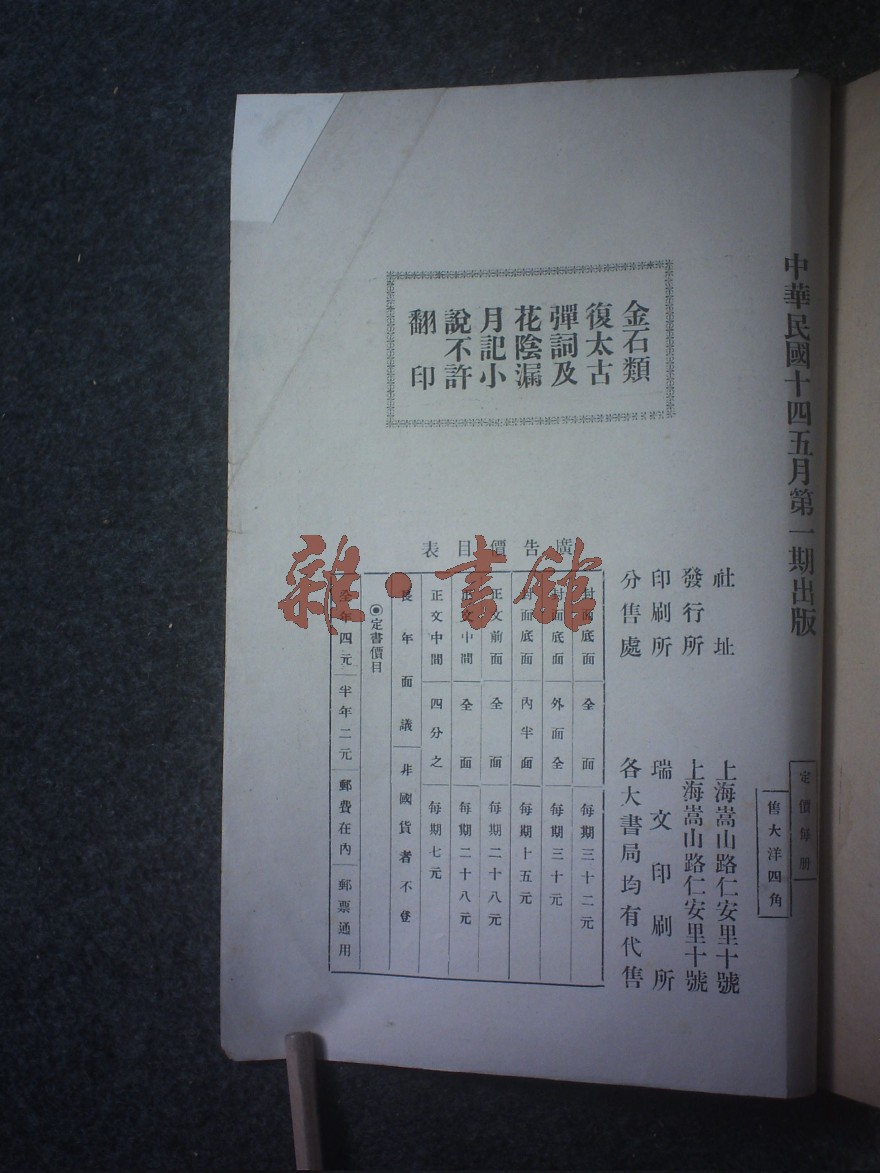 中華民國十四五月第一期出版
定價每册
售大洋四角
社址 上海嵩山路仁安里十號
發行所 上海嵩山路仁安里十號
印刷所 瑞文印刷所
分售處 各大書局均有代售
金石類
復太古
彈詞及
花陰漏
月記小
說不許
翻印
廣告價目表
封面底面 全面 每期三十二元
封面底面 外面全 每期三十元
封面底面 內半面 每期十五元
正文前面 全面 每期二十八元
正文中間 全面 每期二十八元
正文中間 四分之 每期七元
長年面議 非國貨者不登
◉定書價目
全年四元 半年二元 郵費在內 郵票通用
雜·書館